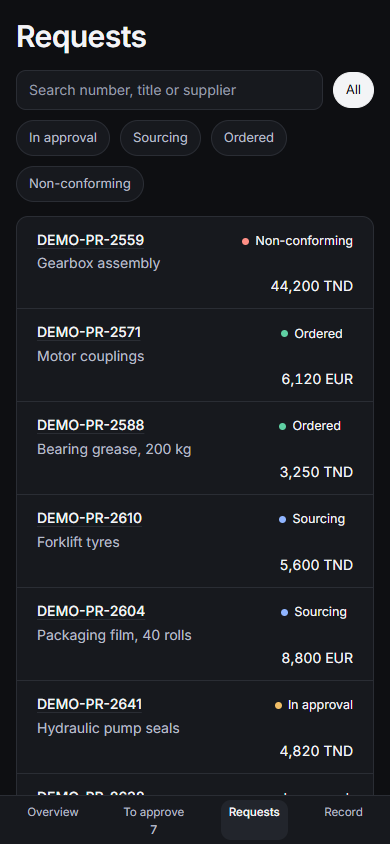 Requests
Search number, title or supplier
All
In approval
Sourcing
Ordered
Non-conforming
DEMO-PR-2559
Non-conforming
Gearbox assembly
44,200 TND
DEMO-PR-2571
Ordered
Motor couplings
6,120 EUR
DEMO-PR-2588
Ordered
Bearing grease, 200 kg
3,250 TND
DEMO-PR-2610
Sourcing
Forklift tyres
5,600 TND
DEMO-PR-2604
Sourcing
Packaging film, 40 rolls
8,800 EUR
DEMO-PR-2641
In approval
Hydraulic pump seals
4,820 TND
Overview
To approve
7
Requests
Record